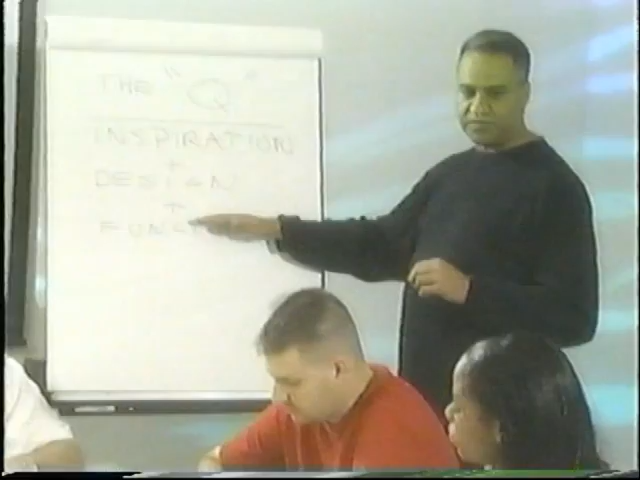 THE "Q"
INSPIRATION
+
DESIGN
+